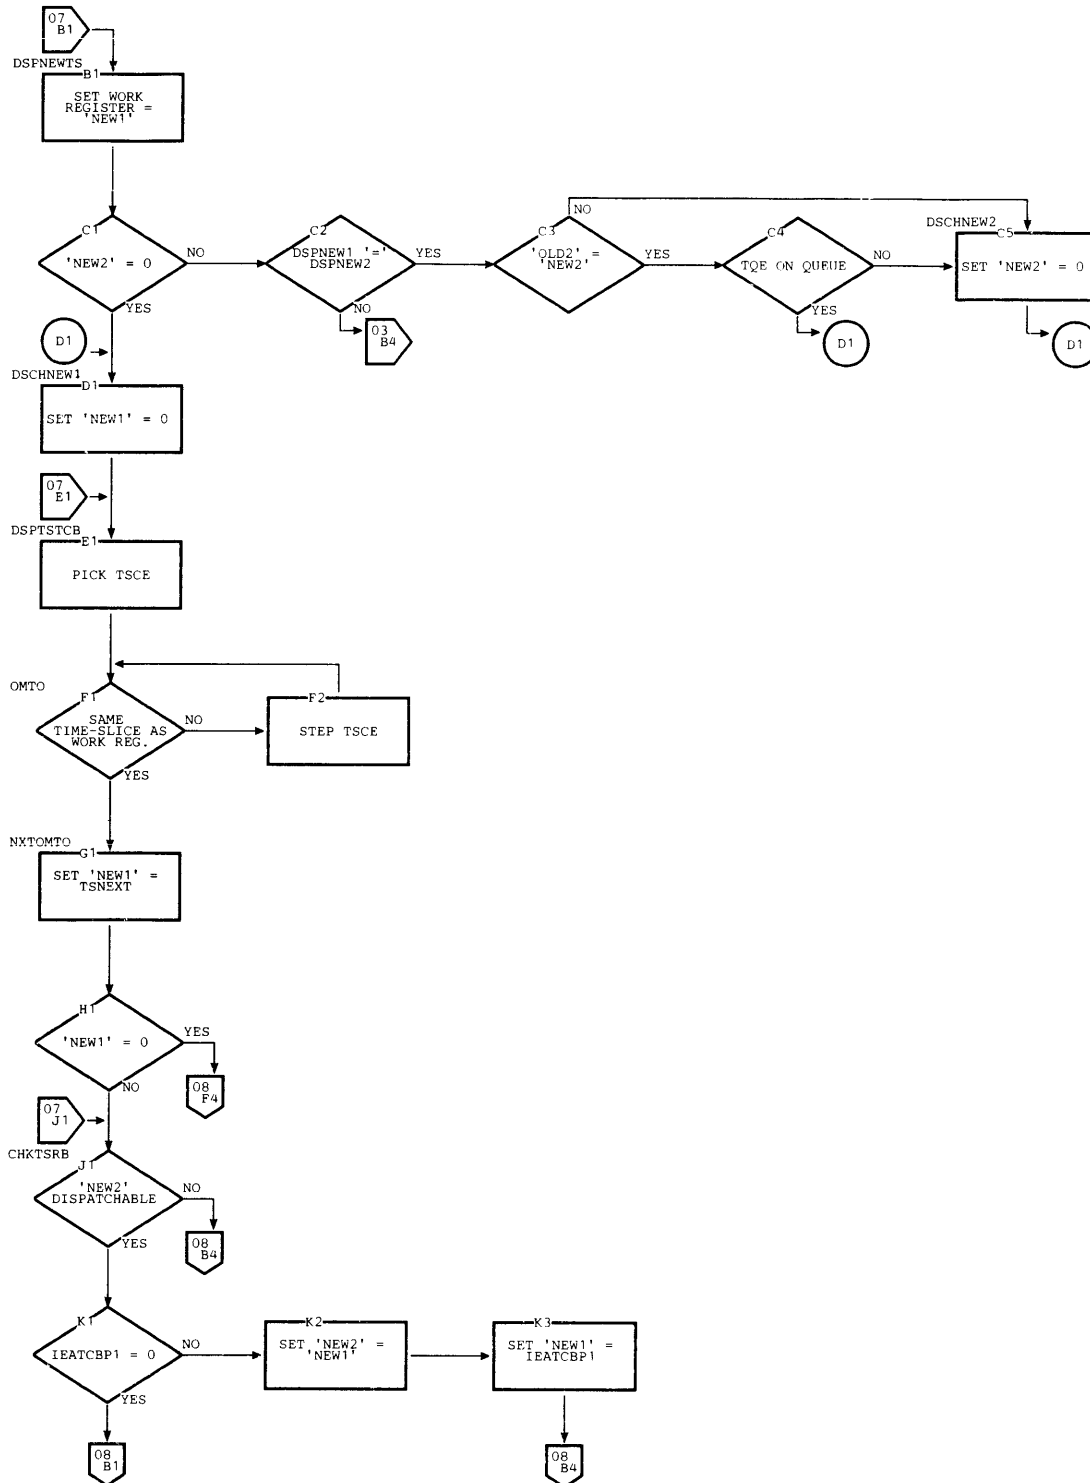 07
B1
DSPNEWTS
B1
SET WORK
REGISTER =
'NEW1'
C1
'NEW2' = 0
NO
YES
C2
DSPNEW1 '='
DSPNEW2
YES
NO
03
B4
C3
'OLD2'=
'NEW2'
NO
YES
C4
TQE ON QUEUE
NO
YES
D1
DSCHNEW2
C5
SET 'NEW2' = 0
D1
D1
DSCHNEW1
D1
SET 'NEW1' = 0
07
E1
DSPTSTCB
E1
PICK TSCE
OMTO
F1
SAME
TIME-SLICE AS
WORK REG.
NO
YES
F2
STEP TSCE
NXTOMTO
G1
SET 'NEW1' =
TSNEXT
H1
'NEW1' = 0
YES
NO
08
F4
07
J1
CHKTSRB
J1
'NEW2'
DISPATCHABLE
NO
YES
08
B4
K1
IEATCBP1 = 0
NO
YES
K2
SET 'NEW2' =
'NEW1'
K3
SET 'NEW1' =
IEATCBP1
08
B1
08
B4